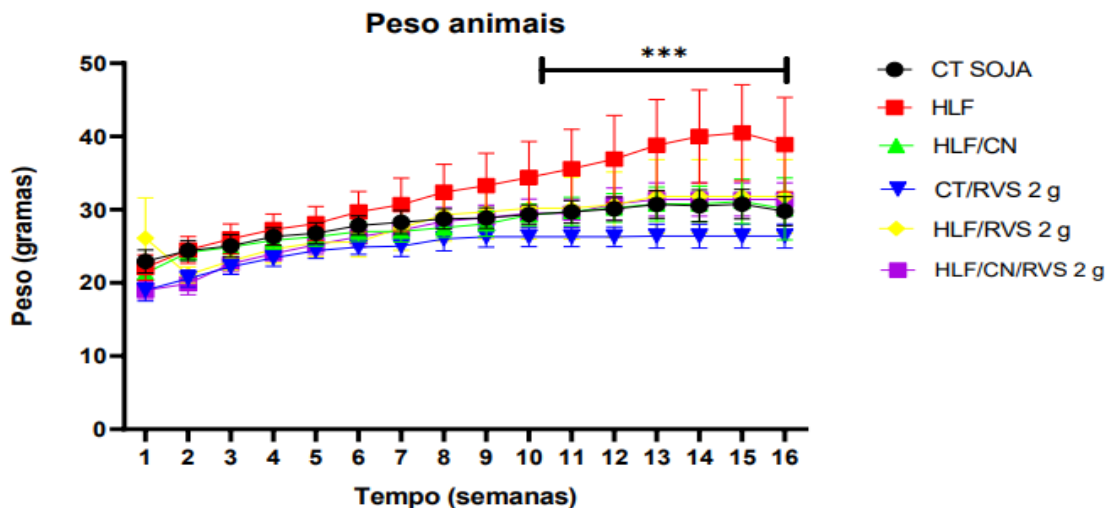 Peso animais
***
50
40
30
20
10
0
Peso (gramas)
1 2 3 4 5 6 7 8 9 10 11 12 13 14 15 16
Tempo (semanas)
CT SOJA
HLF
HLF/CN
CT/RVS 2 g
HLF/RVS 2 g
HLF/CN/RVS 2 g